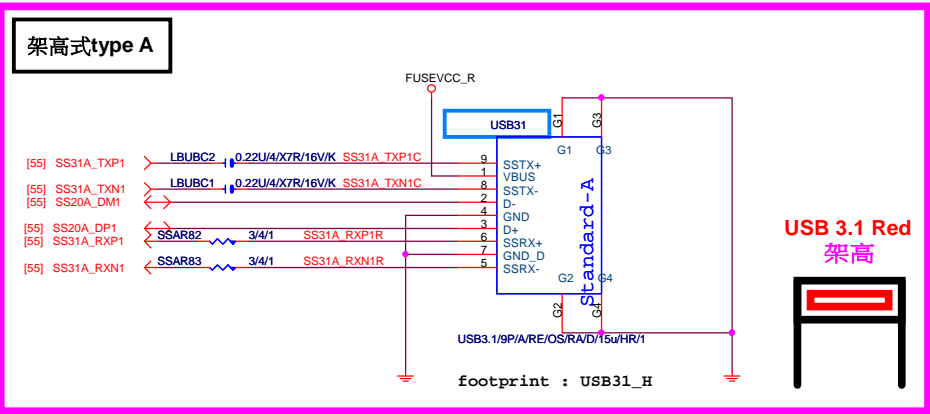 架高式type A
FUSEVCC_R
USB31
G1
G3
G1 G3
[55] SS31A_TXP1 LBUBC2 0.22U/4/X7R/16V/K SS31A_TXP1C 9 SSTX+
1 VBUS
[55] SS31A_TXN1 LBUBC1 0.22U/4/X7R/16V/K SS31A_TXN1C 8 SSTX-
[55] SS20A_DM1 2 D-
4 GND
[55] SS20A_DP1 3 D+
[55] SS31A_RXP1 SSAR82 3/4/1 SS31A_RXP1R 6 SSRX+
7 GND_D
[55] SS31A_RXN1 SSAR83 3/4/1 SS31A_RXN1R 5 SSRX-
Standard-A
G2 G4
G2
G4
USB3.1/9P/A/RE/OS/RA/D/15u/HR/1
footprint : USB31_H
USB 3.1 Red
架高